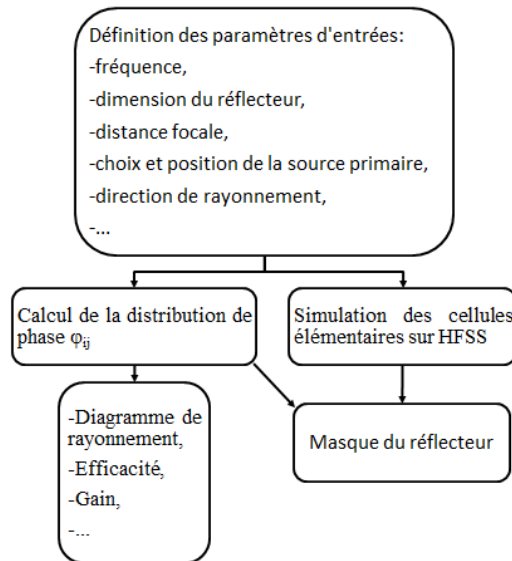 Définition des paramètres d'entrées:
-fréquence,
-dimension du réflecteur,
-distance focale,
-choix et position de la source primaire,
-direction de rayonnement,
-...
Calcul de la distribution de
phase φij
Simulation des cellules
élémentaires sur HFSS
-Diagramme de
rayonnement,
-Efficacité,
-Gain,
-...
Masque du réflecteur